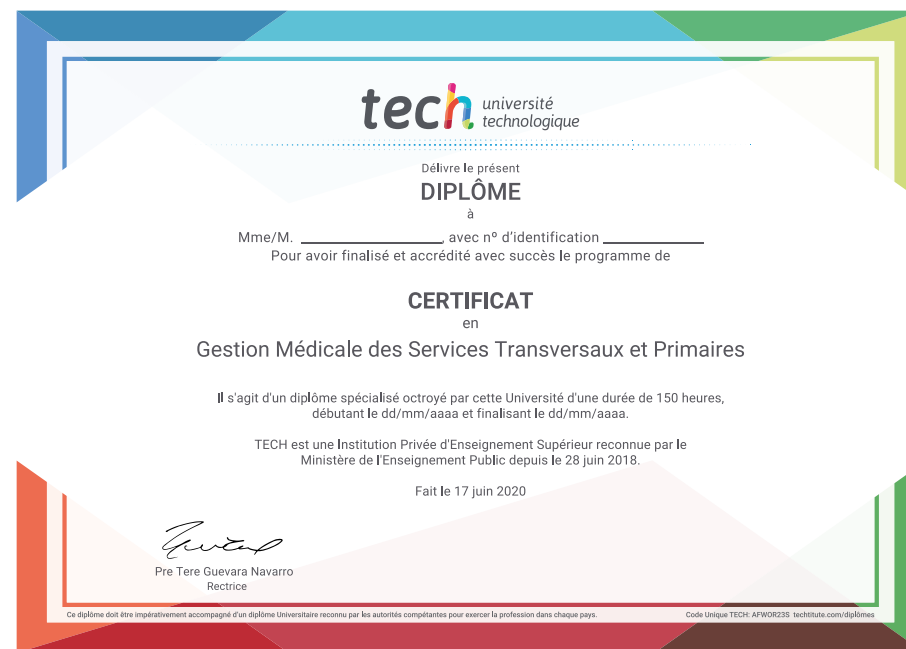 tech université
technologique
Délivre le présent
DIPLÔME
à
Mme/M. ____________________, avec nº d'identification ______________
Pour avoir finalisé et accrédité avec succès le programme de
CERTIFICAT
en
Gestion Médicale des Services Transversaux et Primaires
Il s'agit d'un diplôme spécialisé octroyé par cette Université d'une durée de 150 heures,
débutant le dd/mm/aaaa et finalisant le dd/mm/aaaa.
TECH est une Institution Privée d'Enseignement Supérieur reconnue par le
Ministère de l'Enseignement Public depuis le 28 juin 2018.
Fait le 17 juin 2020
Pre Tere Guevara Navarro
Rectrice
Ce diplôme doit être impérativement accompagné d'un diplôme Universitaire reconnu par les autorités compétantes pour exercer la profession dans chaque pays.
Code Unique TECH: AFWOR23S techtitute.com/diplômes